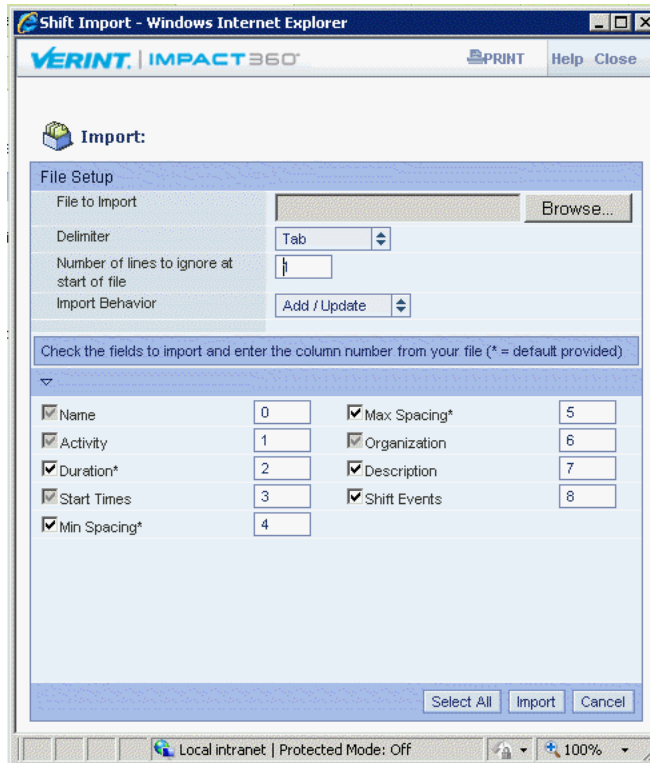 Shift Import - Windows Internet Explorer
VERINT. | IMPACT360°
PRINT
Help Close
Import:
File Setup
File to Import
Browse...
Delimiter
Tab
Number of lines to ignore at
start of file
1
Import Behavior
Add / Update
Check the fields to import and enter the column number from your file (* = default provided)
Name 0 Max Spacing* 5
Activity 1 Organization 6
Duration* 2 Description 7
Start Times 3 Shift Events 8
Min Spacing* 4
Select All Import Cancel
Local intranet | Protected Mode: Off 100%